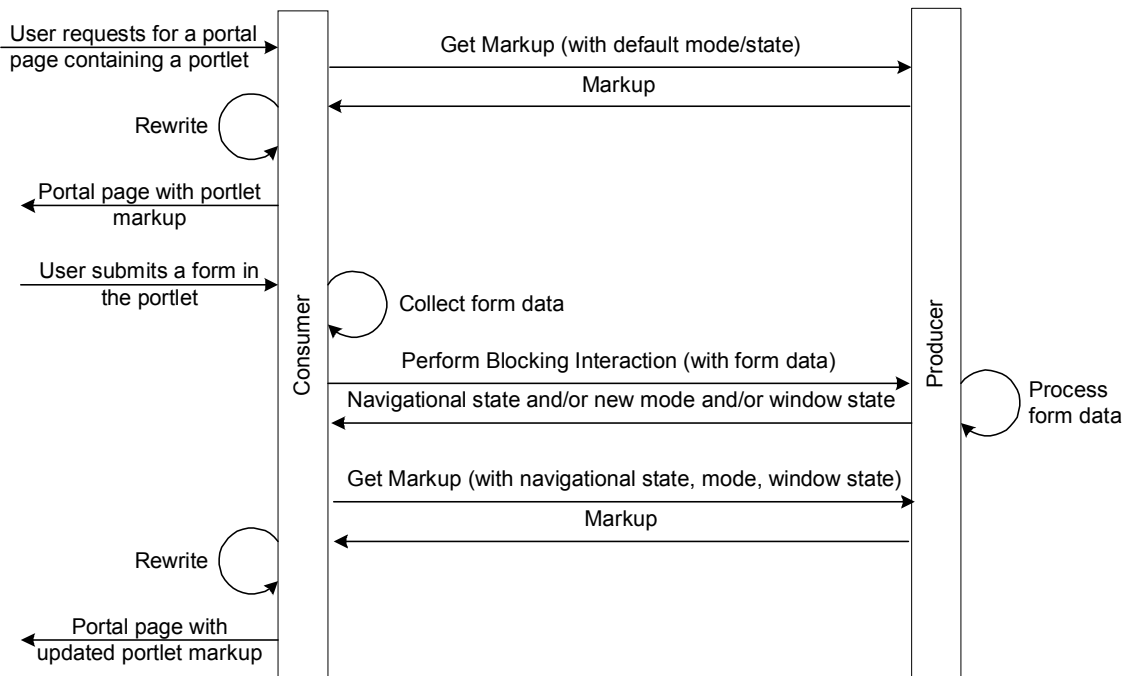 User requests for a portal
page containing a portlet
Get Markup (with default mode/state)
Markup
Rewrite
Portal page with portlet
markup
User submits a form in
the portlet
Collect form data
Consumer
Producer
Perform Blocking Interaction (with form data)
Navigational state and/or new mode and/or window state
Process
form data
Get Markup (with navigational state, mode, window state)
Markup
Rewrite
Portal page with
updated portlet markup